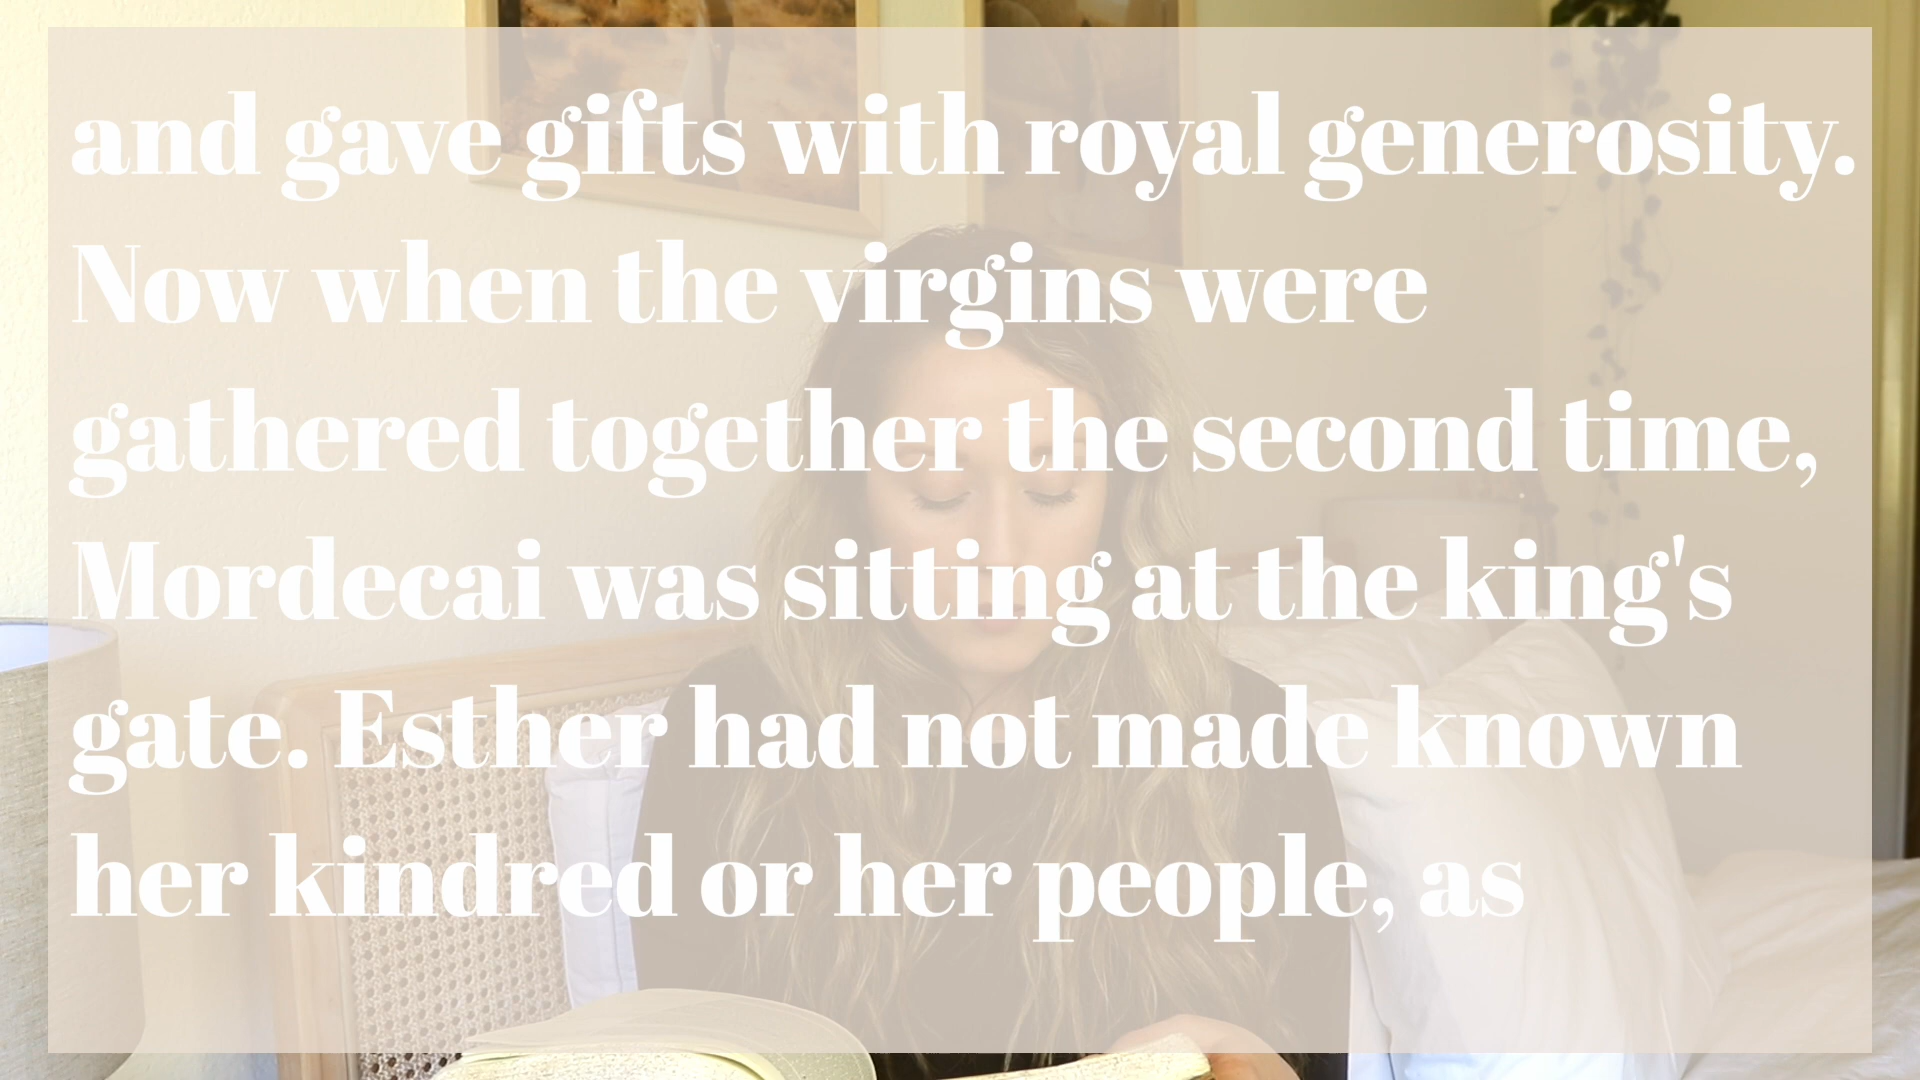 and gave gifts with royal generosity.
Now when the virgins were
gathered together the second time,
Mordecai was sitting at the king's
gate. Esther had not made known
her kindred or her people, as